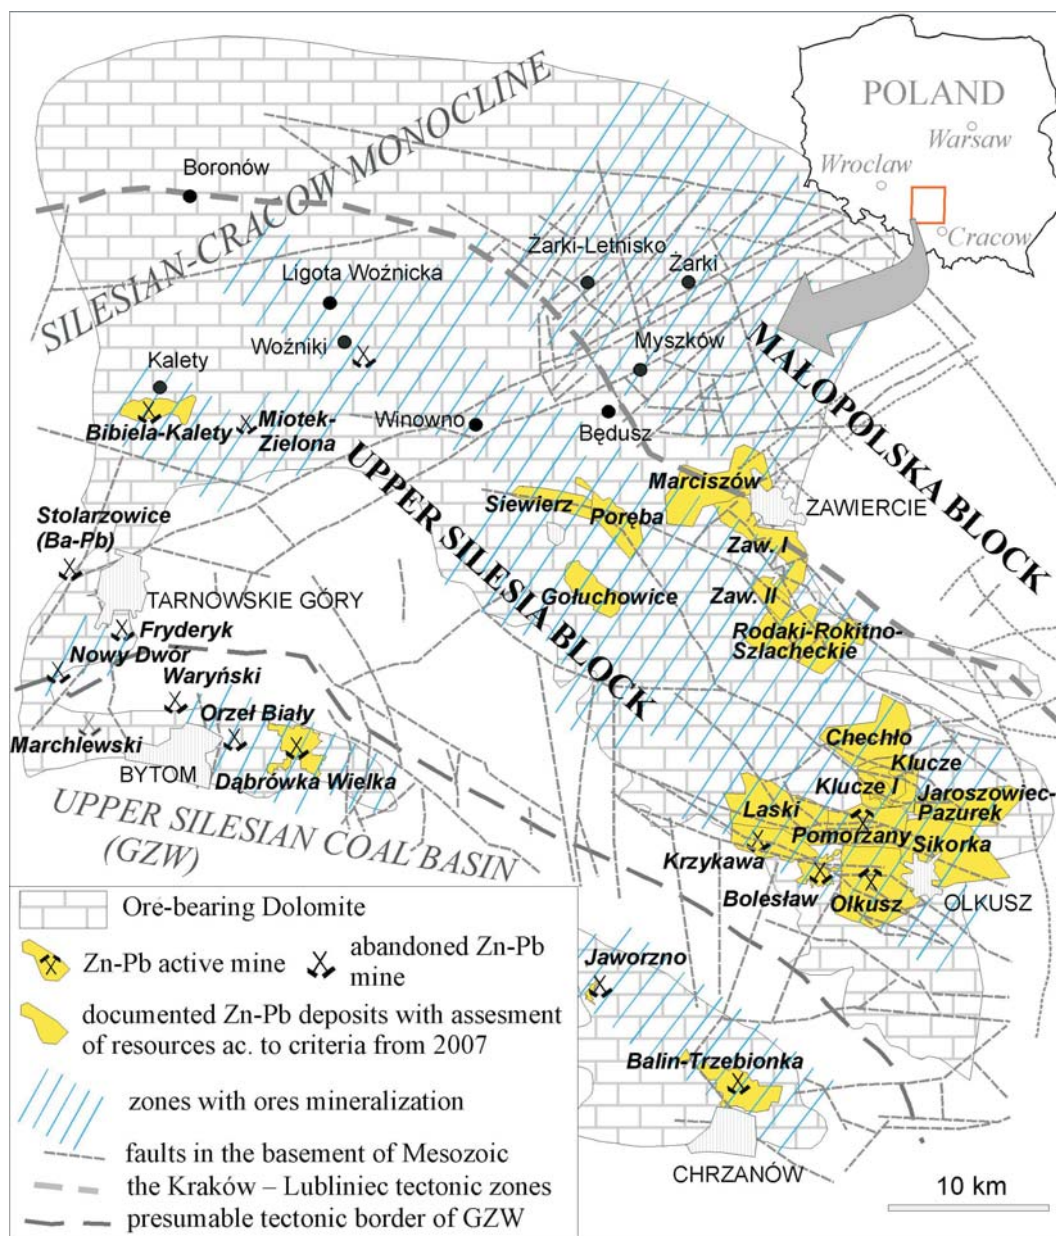 POLAND
Warsaw
Wroclaw
Cracow
SILESIAN-CRACOW MONOCLINE
Boronów
Żarki-Letnisko
Żarki
Ligota Woźnicka
Woźniki
Myszków
MAŁOPOLSKA BLOCK
Kalety
Winowno
Będusz
Bibiela-Kalety
Miotek-
Zielona
UPPER SILESIA BLOCK
Marciszów
Siewierz
Poręba
ZAWIERCIE
Stolarzowice
(Ba-Pb)
Zaw. I
TARNOWSKIE GÓRY
Gołuchowice
Zaw. II
Fryderyk
Rodaki-Rokitno-
Szlacheckie
Nowy Dwór
Waryński
Orzeł Biały
Marchlewski
Chechło
BYTOM
Dąbrówka Wielka
Klucze
Klucze I
Jaroszowiec-
Pazurek
UPPER SILESIAN COAL BASIN
(GZW)
Laski
Pomorzany
Sikorka
Krzykawa
Bolesław
Olkusz
OLKUSZ
Jaworzno
Balin-Trzebionka
CHRZANÓW
10 km
Ore-bearing Dolomite
Zn-Pb active mine
abandoned Zn-Pb
mine
documented Zn-Pb deposits with assesment
of resources ac. to criteria from 2007
zones with ores mineralization
faults in the basement of Mesozoic
the Kraków – Lubliniec tectonic zones
presumable tectonic border of GZW